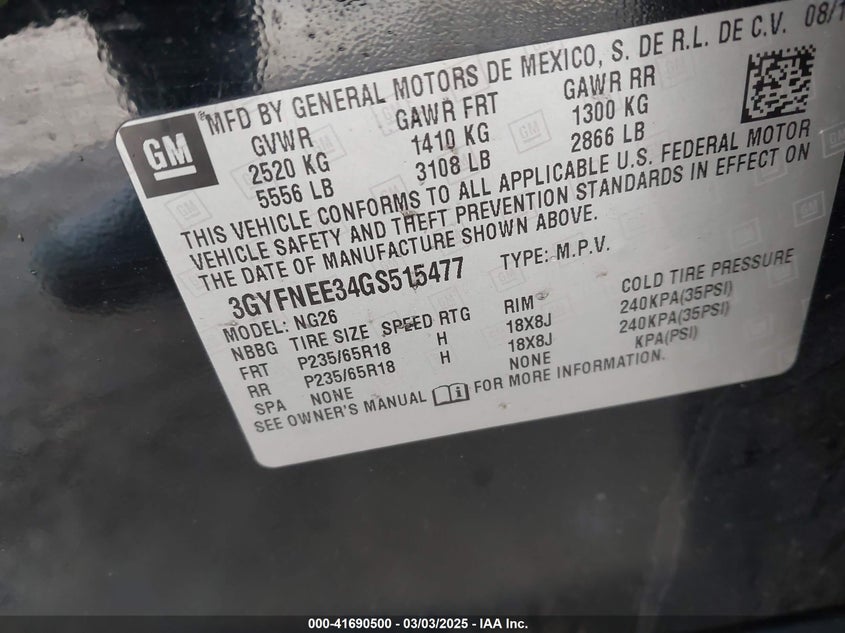 MFD BY GENERAL MOTORS DE MEXICO, S. DE R.L. DE C.V. 08/1
GM
GVWR GAWR FRT GAWR RR
2520 KG 1410 KG 1300 KG
5556 LB 3108 LB 2866 LB
THIS VEHICLE CONFORMS TO ALL APPLICABLE U.S. FEDERAL MOTOR
VEHICLE SAFETY AND THEFT PREVENTION STANDARDS IN EFFECT ON
THE DATE OF MANUFACTURE SHOWN ABOVE.
3GYFNEE34GS515477 TYPE: M.P.V.
MODEL: NG26
NBBG TIRE SIZE SPEED RTG RIM COLD TIRE PRESSURE
FRT P235/65R18 H 18X8J 240KPA(35PSI)
RR P235/65R18 H 18X8J 240KPA(35PSI)
SPA NONE NONE KPA(PSI)
SEE OWNER'S MANUAL FOR MORE INFORMATION.
000-41690500 - 03/03/2025 - IAA Inc.